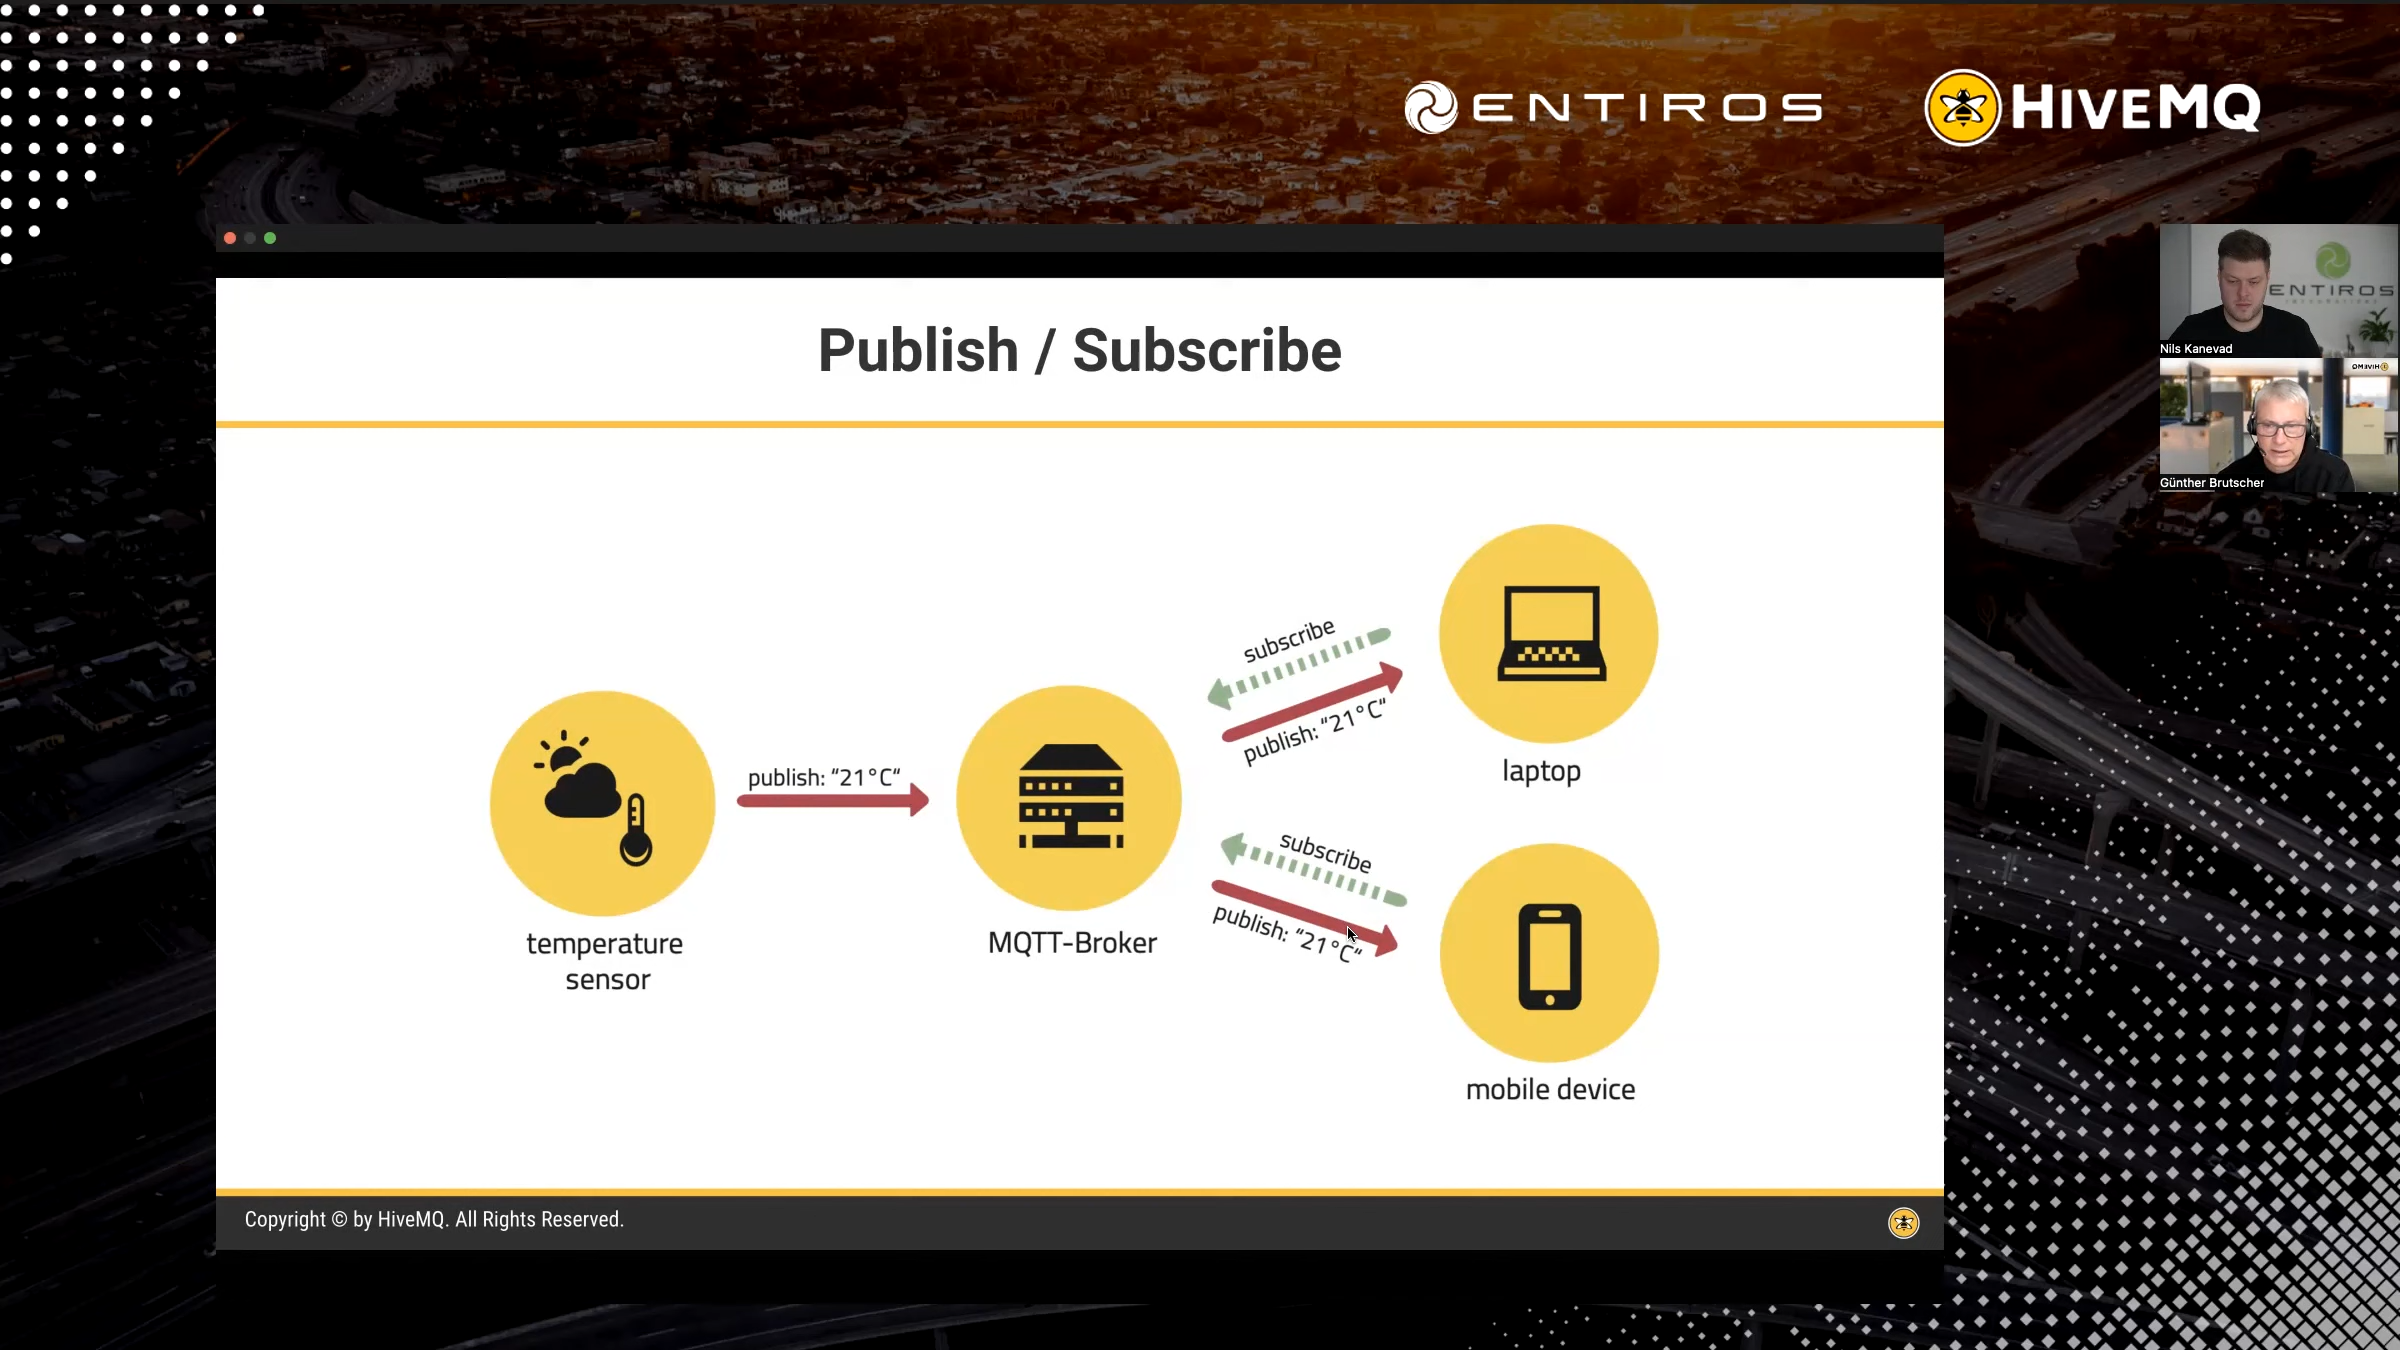 ENTIROS
HIVEMQ
Publish / Subscribe
ENTIROS
Nils Kanevad
HIVEMQ
Günther Brutscher
subscribe
publish: “21°C“
laptop
publish: “21°C“
subscribe
publish: “21°C“
temperature
sensor
MQTT-Broker
mobile device
Copyright © by HiveMQ. All Rights Reserved.